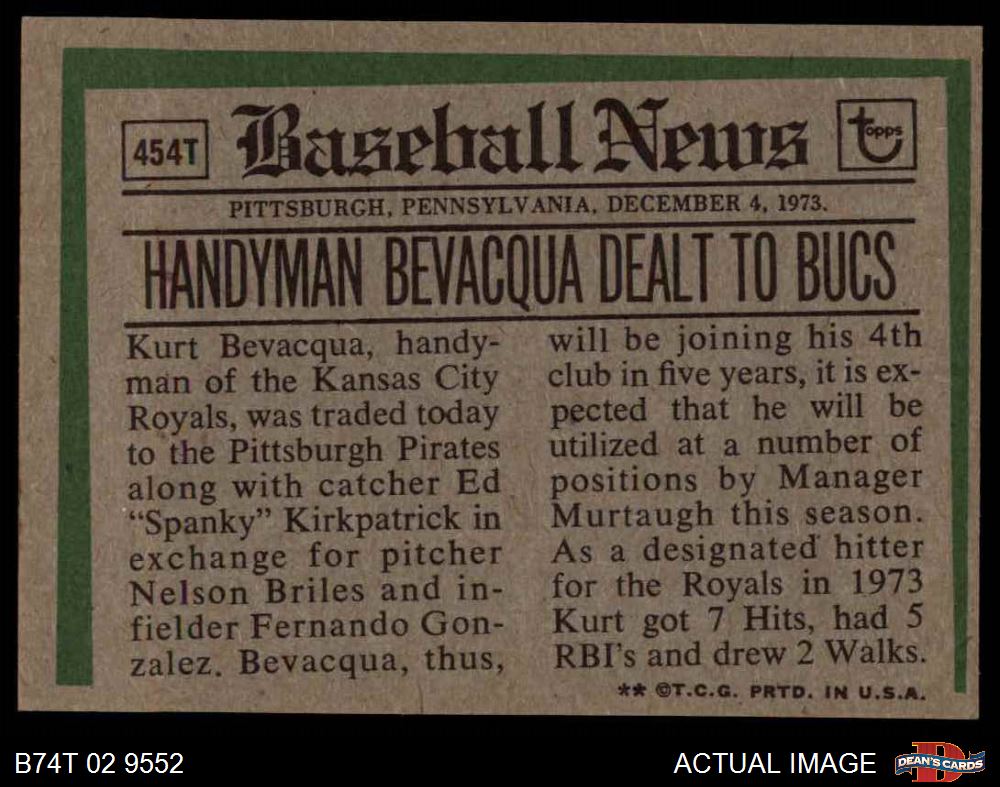 454T Baseball News topps
PITTSBURGH, PENNSYLVANIA, DECEMBER 4, 1973.
HANDYMAN BEVACQUA DEALT TO BUCS
Kurt Bevacqua, handy-
man of the Kansas City
Royals, was traded today
to the Pittsburgh Pirates
along with catcher Ed
“Spanky” Kirkpatrick in
exchange for pitcher
Nelson Briles and in-
fielder Fernando Gon-
zalez. Bevacqua, thus,
will be joining his 4th
club in five years, it is ex-
pected that he will be
utilized at a number of
positions by Manager
Murtaugh this season.
As a designated hitter
for the Royals in 1973
Kurt got 7 Hits, had 5
RBI's and drew 2 Walks.
** ©T.C.G. PRTD. IN U.S.A.
B74T 02 9552
ACTUAL IMAGE
D
DEAN'S CARDS